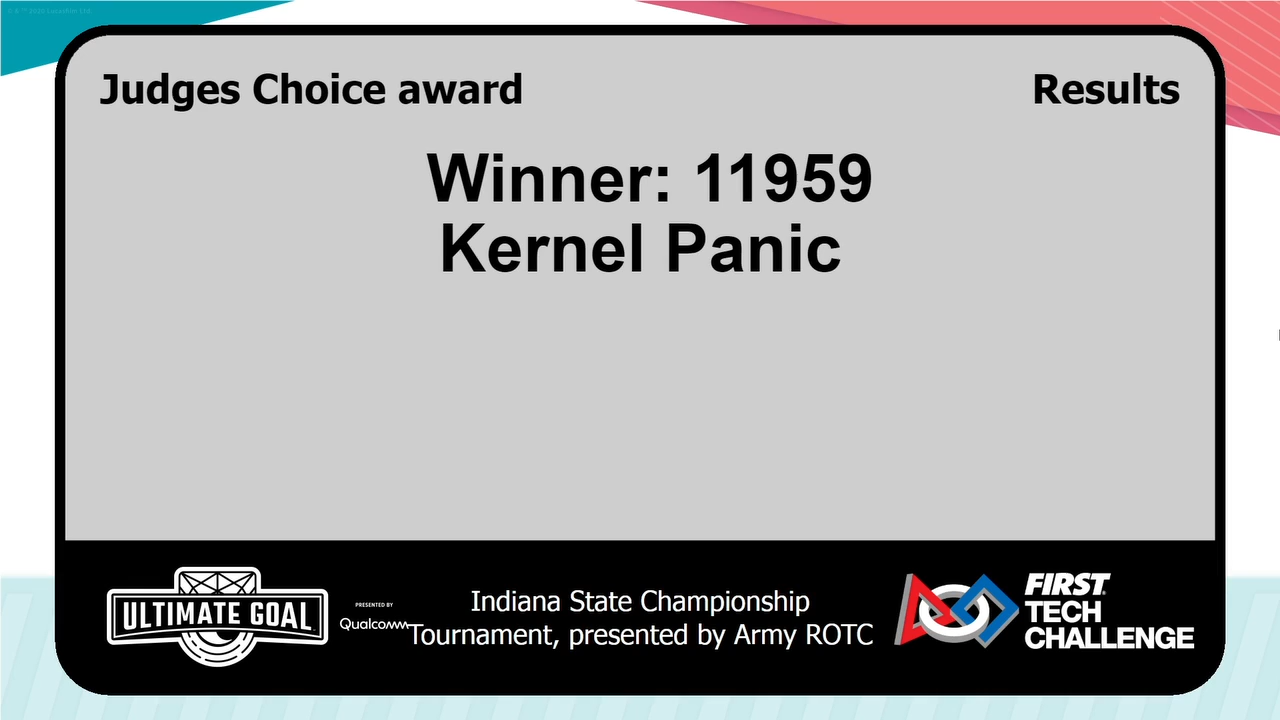 Judges Choice award
Results
Winner: 11959
Kernel Panic
ULTIMATE GOAL
PRESENTED BY
Qualcomm
Indiana State Championship
Tournament, presented by Army ROTC
FIRST®
TECH
CHALLENGE